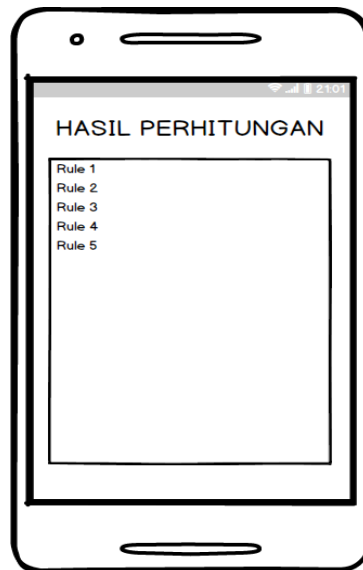 21:01
HASIL PERHITUNGAN
Rule 1
Rule 2
Rule 3
Rule 4
Rule 5